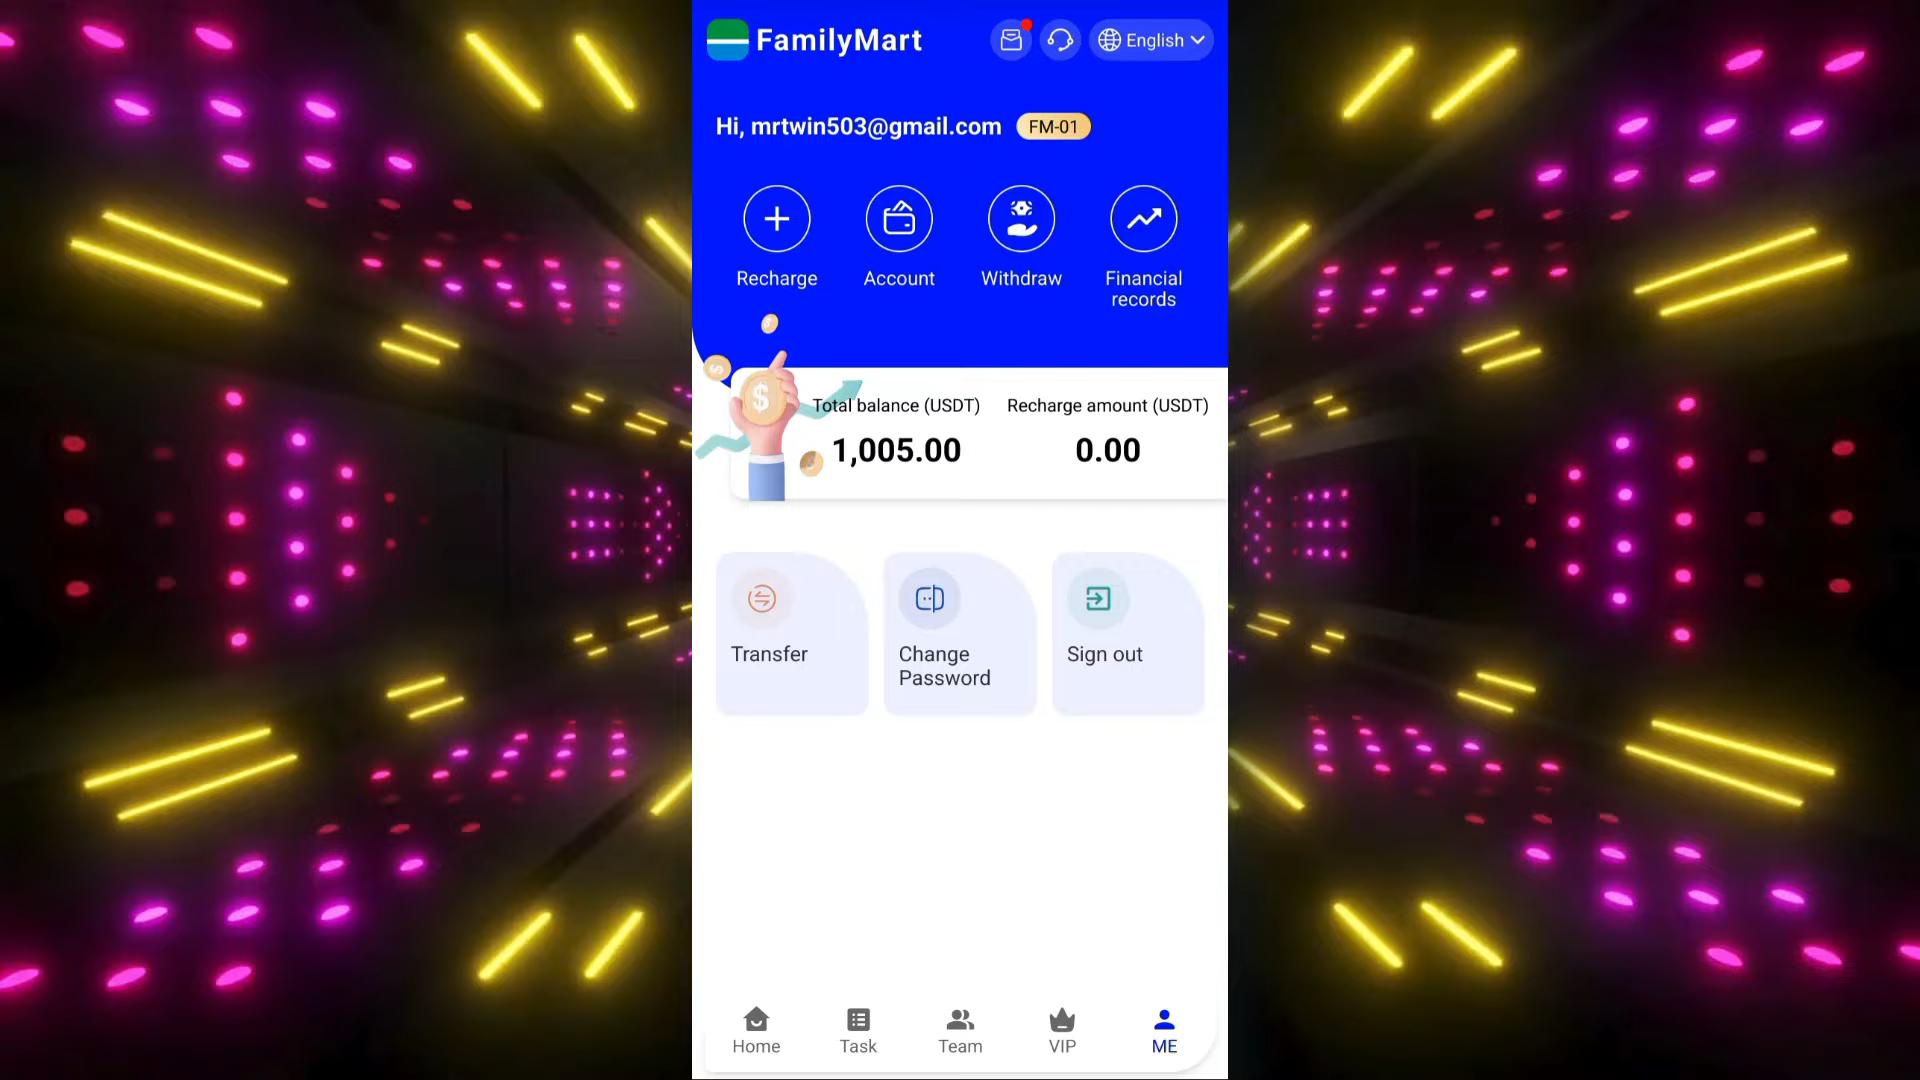 FamilyMart
English
Hi, mrtwin503@gmail.com
FM-01
Recharge
Account
Withdraw
Financial
records
Total balance (USDT)
Recharge amount (USDT)
1,005.00
0.00
Transfer
Change
Password
Sign out
Home
Task
Team
VIP
ME